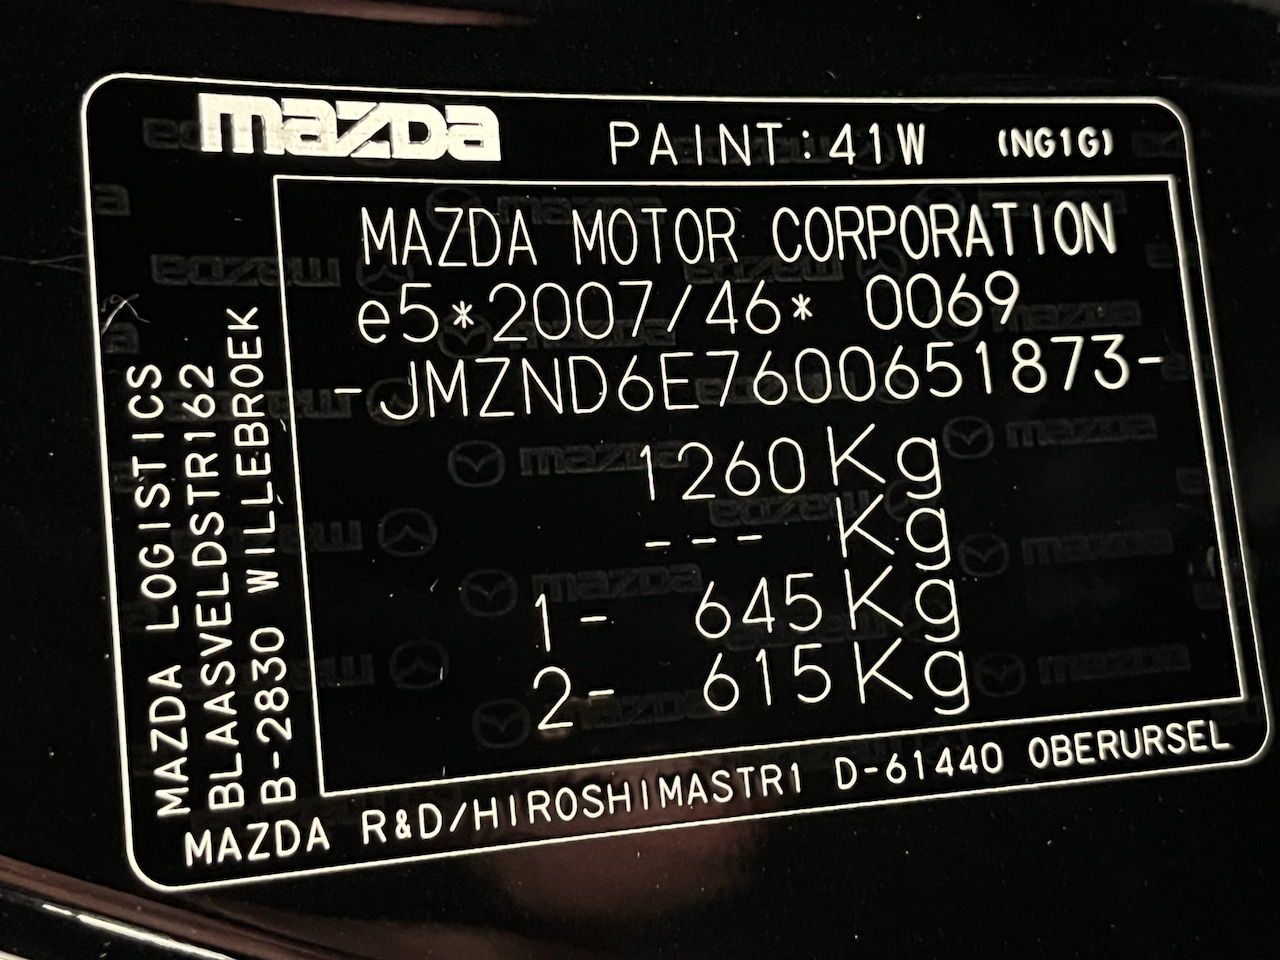 mazda PAINT:41W (NG1G)
MAZDA MOTOR CORPORATION
e5*2007/46* 0069
-JMZND6E7600651873-
1260Kg
---Kg
1- 645Kg
2- 615Kg
MAZDA LOGISTICS
BLAASVELDSTR162
B-2830 WILLEBROEK
MAZDA R&D/HIROSHIMASTR1 D-61440 OBERURSEL